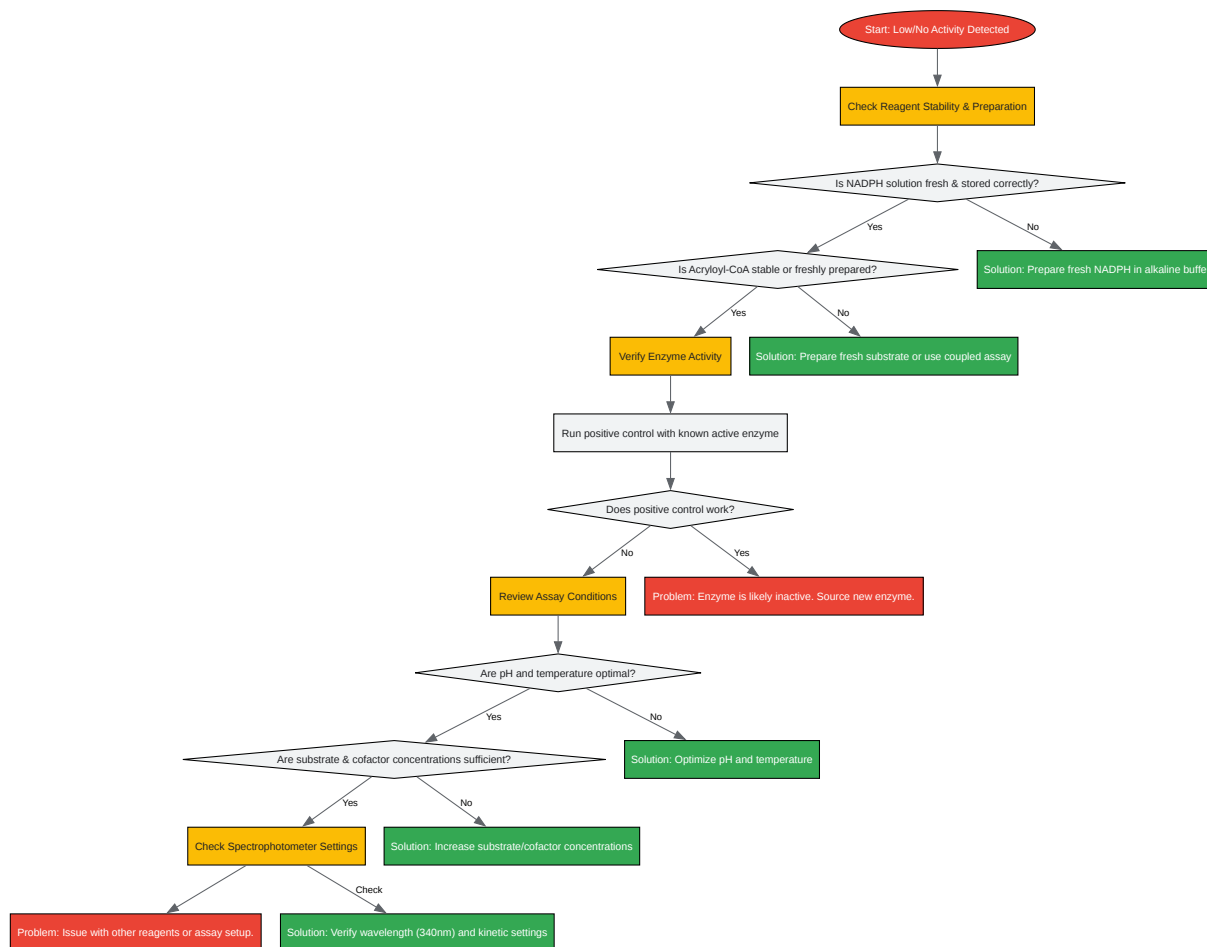 Start: Low/No Activity Detected
Check Reagent Stability & Preparation
Is NADPH solution fresh & stored correctly?
Yes
No
Is Acryloyl-CoA stable or freshly prepared?
Solution: Prepare fresh NADPH in alkaline buffe
Yes
No
Verify Enzyme Activity
Solution: Prepare fresh substrate or use coupled assay
Run positive control with known active enzyme
Does positive control work?
No
Yes
Review Assay Conditions
Problem: Enzyme is likely inactive. Source new enzyme.
Are pH and temperature optimal?
Yes
No
Are substrate & cofactor concentrations sufficient?
Solution: Optimize pH and temperature
Yes
No
Check Spectrophotometer Settings
Solution: Increase substrate/cofactor concentrations
Check
Problem: Issue with other reagents or assay setup.
Solution: Verify wavelength (340nm) and kinetic settings